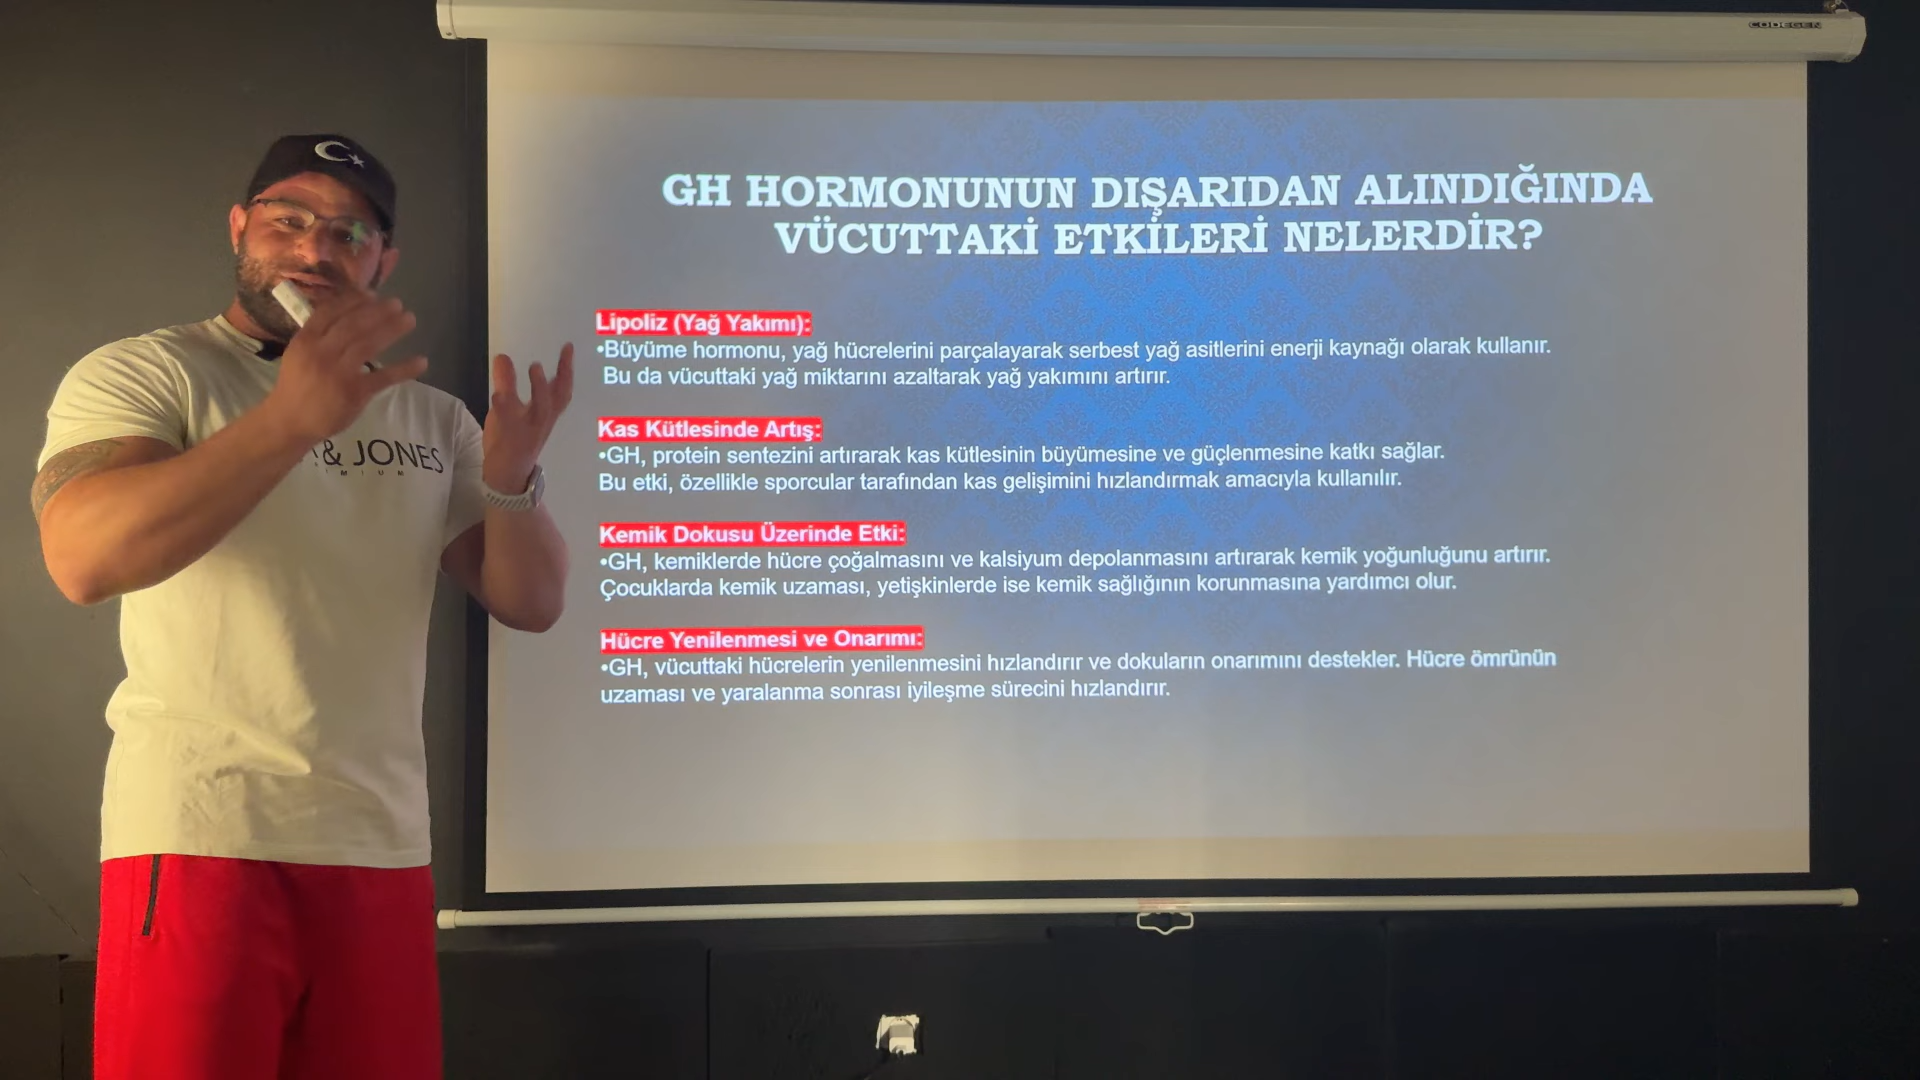 CODEGEN
GH HORMONUNUN DIŞARIDAN ALINDIĞINDA
VÜCUTTAKİ ETKİLERİ NELERDİR?
Lipoliz (Yağ Yakımı):
•Büyüme hormonu, yağ hücrelerini parçalayarak serbest yağ asitlerini enerji kaynağı olarak kullanır.
Bu da vücuttaki yağ miktarını azaltarak yağ yakımını artırır.
Kas Kütlesinde Artış:
•GH, protein sentezini artırarak kas kütlesinin büyümesine ve güçlenmesine katkı sağlar.
Bu etki, özellikle sporcular tarafından kas gelişimini hızlandırmak amacıyla kullanılır.
Kemik Dokusu Üzerinde Etki:
•GH, kemiklerde hücre çoğalmasını ve kalsiyum depolanmasını artırarak kemik yoğunluğunu artırır.
Çocuklarda kemik uzaması, yetişkinlerde ise kemik sağlığının korunmasına yardımcı olur.
Hücre Yenilenmesi ve Onarımı:
•GH, vücuttaki hücrelerin yenilenmesini hızlandırır ve dokuların onarımını destekler. Hücre ömrünün
uzaması ve yaralanma sonrası iyileşme sürecini hızlandırır.
& JONES